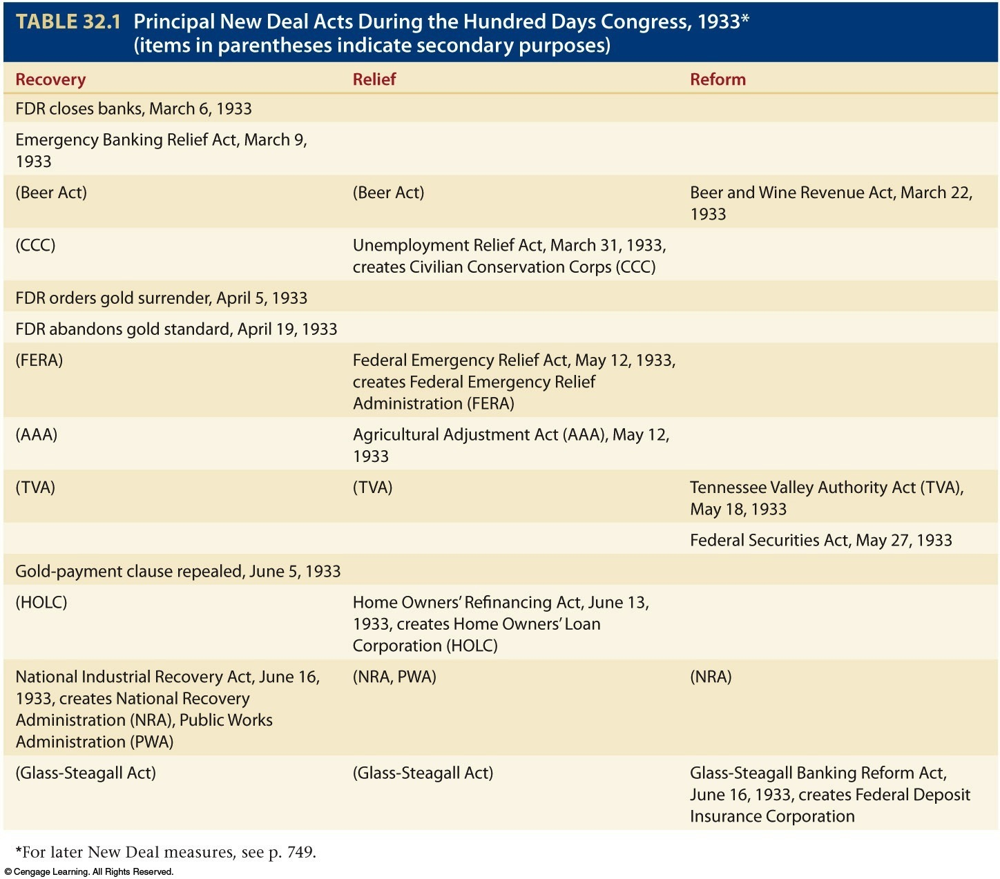 TABLE 32.1 Principal New Deal Acts During the Hundred Days Congress, 1933*
(items in parentheses indicate secondary purposes)
Recovery Relief Reform
FDR closes banks, March 6, 1933
Emergency Banking Relief Act, March 9,
1933
(Beer Act) (Beer Act) Beer and Wine Revenue Act, March 22,
1933
(CCC) Unemployment Relief Act, March 31, 1933,
creates Civilian Conservation Corps (CCC)
FDR orders gold surrender, April 5, 1933
FDR abandons gold standard, April 19, 1933
(FERA) Federal Emergency Relief Act, May 12, 1933,
creates Federal Emergency Relief
Administration (FERA)
(AAA) Agricultural Adjustment Act (AAA), May 12,
1933
(TVA) (TVA) Tennessee Valley Authority Act (TVA),
May 18, 1933
Federal Securities Act, May 27, 1933
Gold-payment clause repealed, June 5, 1933
(HOLC) Home Owners' Refinancing Act, June 13,
1933, creates Home Owners' Loan
Corporation (HOLC)
National Industrial Recovery Act, June 16, (NRA, PWA) (NRA)
1933, creates National Recovery
Administration (NRA), Public Works
Administration (PWA)
(Glass-Steagall Act) (Glass-Steagall Act) Glass-Steagall Banking Reform Act,
June 16, 1933, creates Federal Deposit
Insurance Corporation
*For later New Deal measures, see p. 749.
© Cengage Learning. All Rights Reserved.